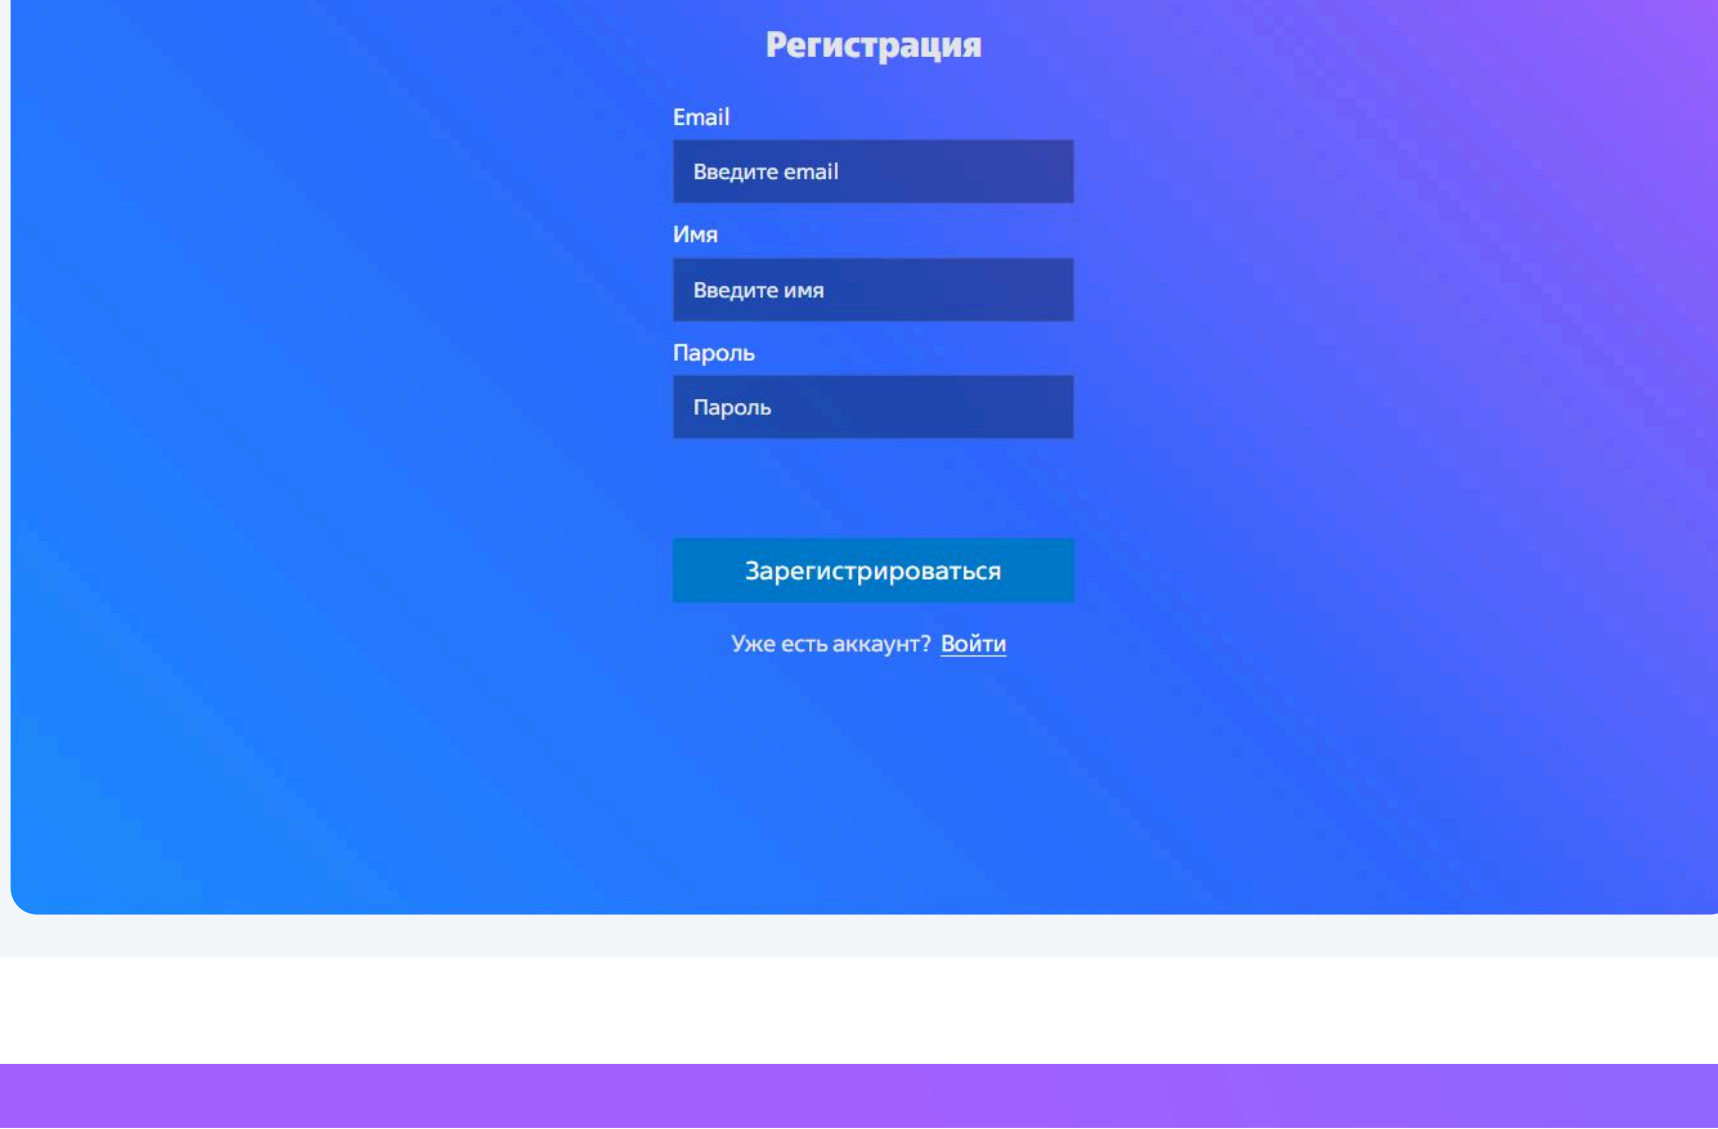 Регистрация
Email
Введите email
Имя
Введите имя
Пароль
Пароль
Зарегистрироваться
Уже есть аккаунт? Войти